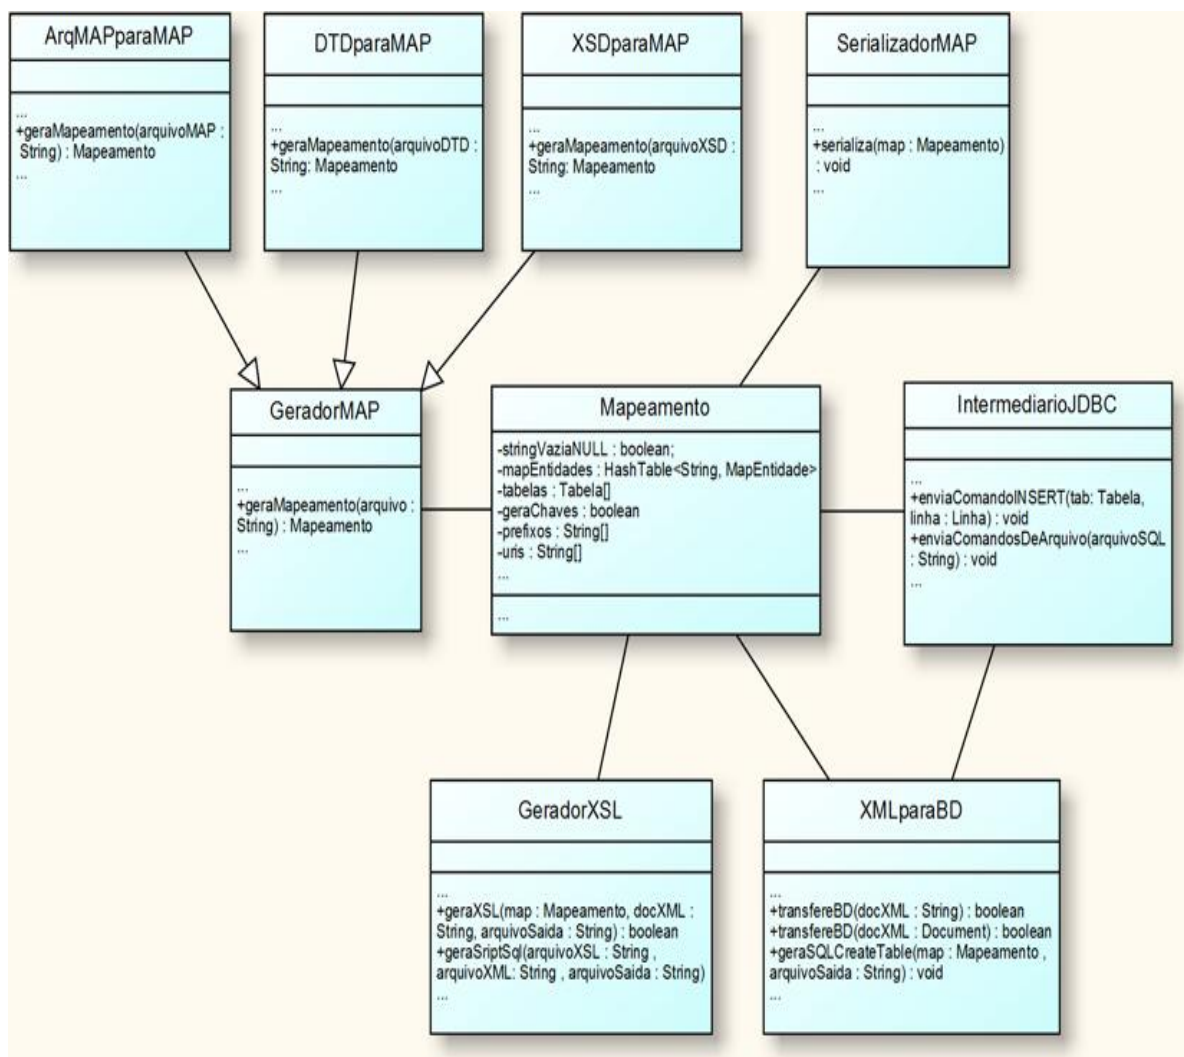 ArqMAPparaMAP
...
+geraMapeamento(arquivoMAP :
String) : Mapeamento
...
DTDparaMAP
...
+geraMapeamento(arquivoDTD :
String: Mapeamento
...
XSDparaMAP
...
+geraMapeamento(arquivoXSD :
String: Mapeamento
...
SerializadorMAP
...
+serializa(map : Mapeamento)
: void
...
GeradorMAP
...
+geraMapeamento(arquivo :
String) : Mapeamento
...
Mapeamento
-stringVaziaNULL : boolean;
-mapEntidades : HashTable<String, MapEntidade>
-tabelas : Tabela[]
-geraChaves : boolean
-prefixos : String[]
-uris : String[]
...
...
IntermediarioJDBC
...
+enviaComandoINSERT(tab: Tabela,
linha : Linha) : void
+enviaComandosDeArquivo(arquivoSQL
: String) : void
...
GeradorXSL
...
+geraXSL(map : Mapeamento, docXML :
String, arquivoSaida : String) : boolean
+geraSriptSql(arquivoXSL : String ,
arquivoXML: String , arquivoSaida : String)
...
XMLparaBD
...
+transfereBD(docXML : String) : boolean
+transfereBD(docXML : Document) : boolean
+geraSQLCreateTable(map : Mapeamento ,
arquivoSaida : String) : void
...